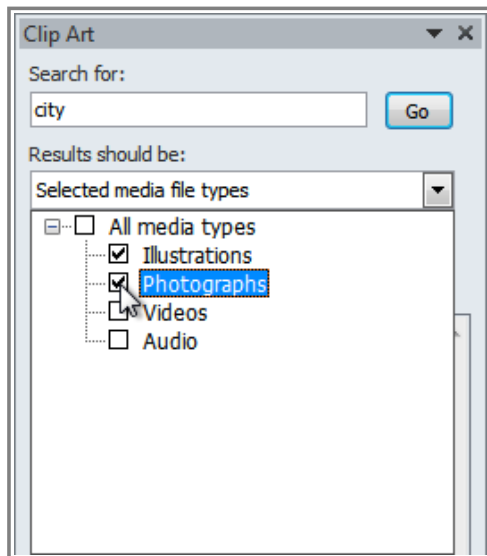 Clip Art
Search for:
city
Go
Results should be:
Selected media file types
All media types
Illustrations
Photographs
Videos
Audio